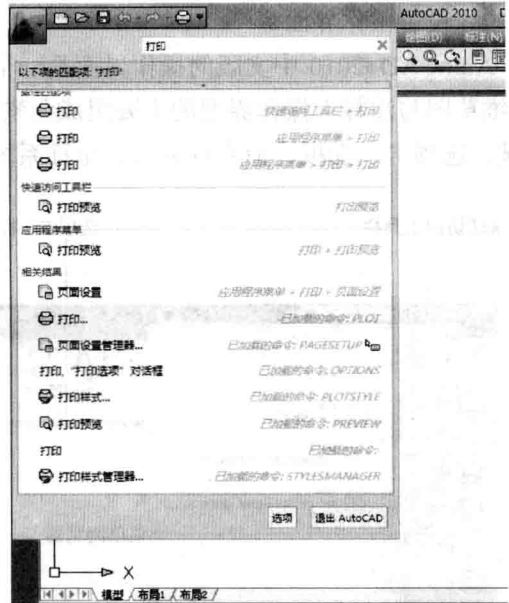 AutoCAD 2010
绘图(D) 标注(N)
打印
以下项的匹配项: "打印"
打印 快速访问工具栏 > 打印
打印 应用程序菜单 > 打印
打印 应用程序菜单 > 打印 > 打印
快速访问工具栏
打印预览 打印预览
应用程序菜单
打印预览 打印 > 打印预览
相关结果
页面设置 应用程序菜单 > 打印 > 页面设置
打印... 已加载的命令: PLOT
页面设置管理器... 已加载的命令: PAGESETUP
打印, "打印选项" 对话框 已加载的命令: OPTIONS
打印样式... 已加载的命令: PLOTSTYLE
打印预览 已加载的命令: PREVIEW
打印 已加载的命令:
打印样式管理器... 已加载的命令: STYLESMANAGER
选项 退出 AutoCAD
X
模型 布局1 布局2